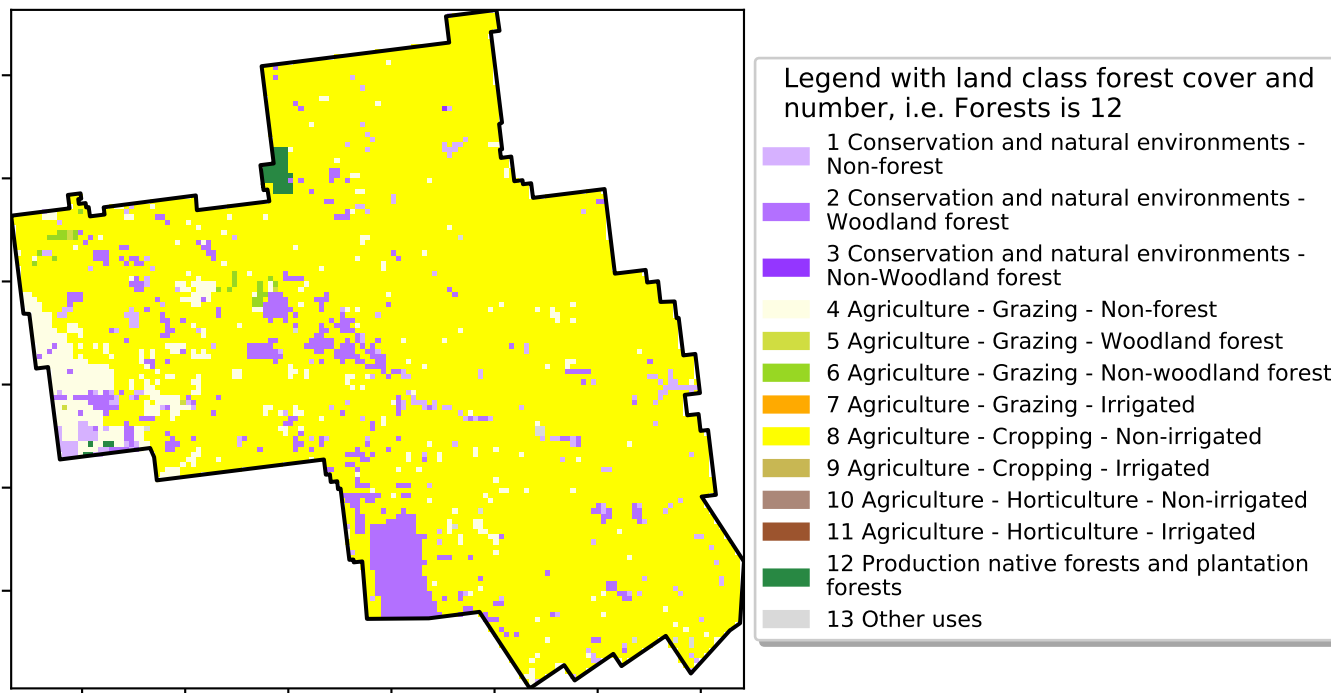 Legend with land class forest cover and
number, i.e. Forests is 12
1 Conservation and natural environments -
Non-forest
2 Conservation and natural environments -
Woodland forest
3 Conservation and natural environments -
Non-Woodland forest
4 Agriculture - Grazing - Non-forest
5 Agriculture - Grazing - Woodland forest
6 Agriculture - Grazing - Non-woodland forest
7 Agriculture - Grazing - Irrigated
8 Agriculture - Cropping - Non-irrigated
9 Agriculture - Cropping - Irrigated
10 Agriculture - Horticulture - Non-irrigated
11 Agriculture - Horticulture - Irrigated
12 Production native forests and plantation
forests
13 Other uses